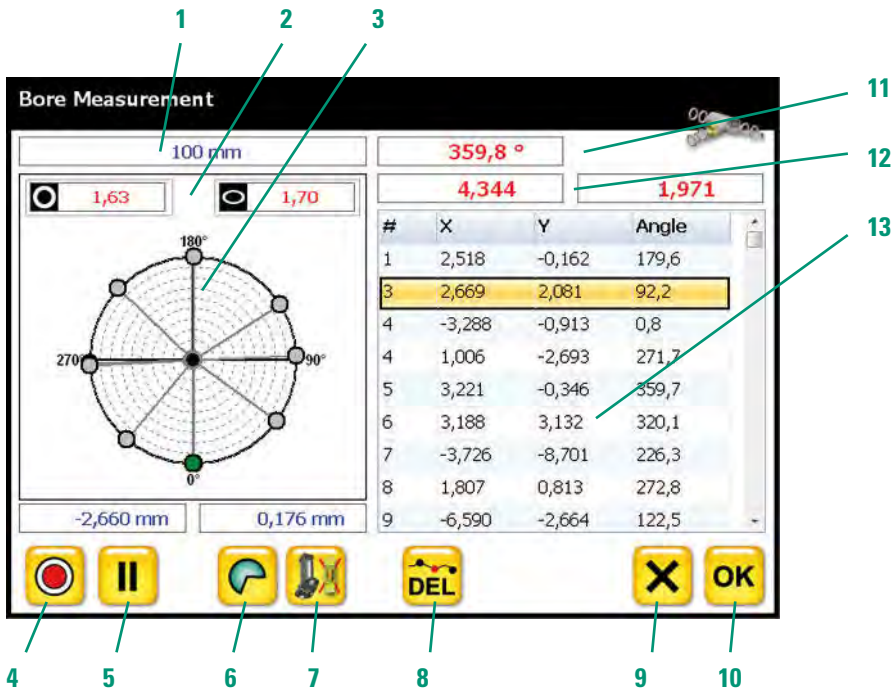 1 2 3
Bore Measurement
11
100 mm 359,8 °
12
1,63 1,70 4,344 1,971
# X Y Angle
13
180°
1 2,518 -0,162 179,6
3 2,669 2,081 92,2
4 -3,288 -0,913 0,8
270° 90° 4 1,006 -2,693 271,7
5 3,221 -0,346 359,7
6 3,188 3,132 320,1
7 -3,726 -8,701 226,3
0°
8 1,807 0,813 272,8
-2,660 mm 0,176 mm 9 -6,590 -2,664 122,5
DEL OK
4 5 6 7 8 9 10